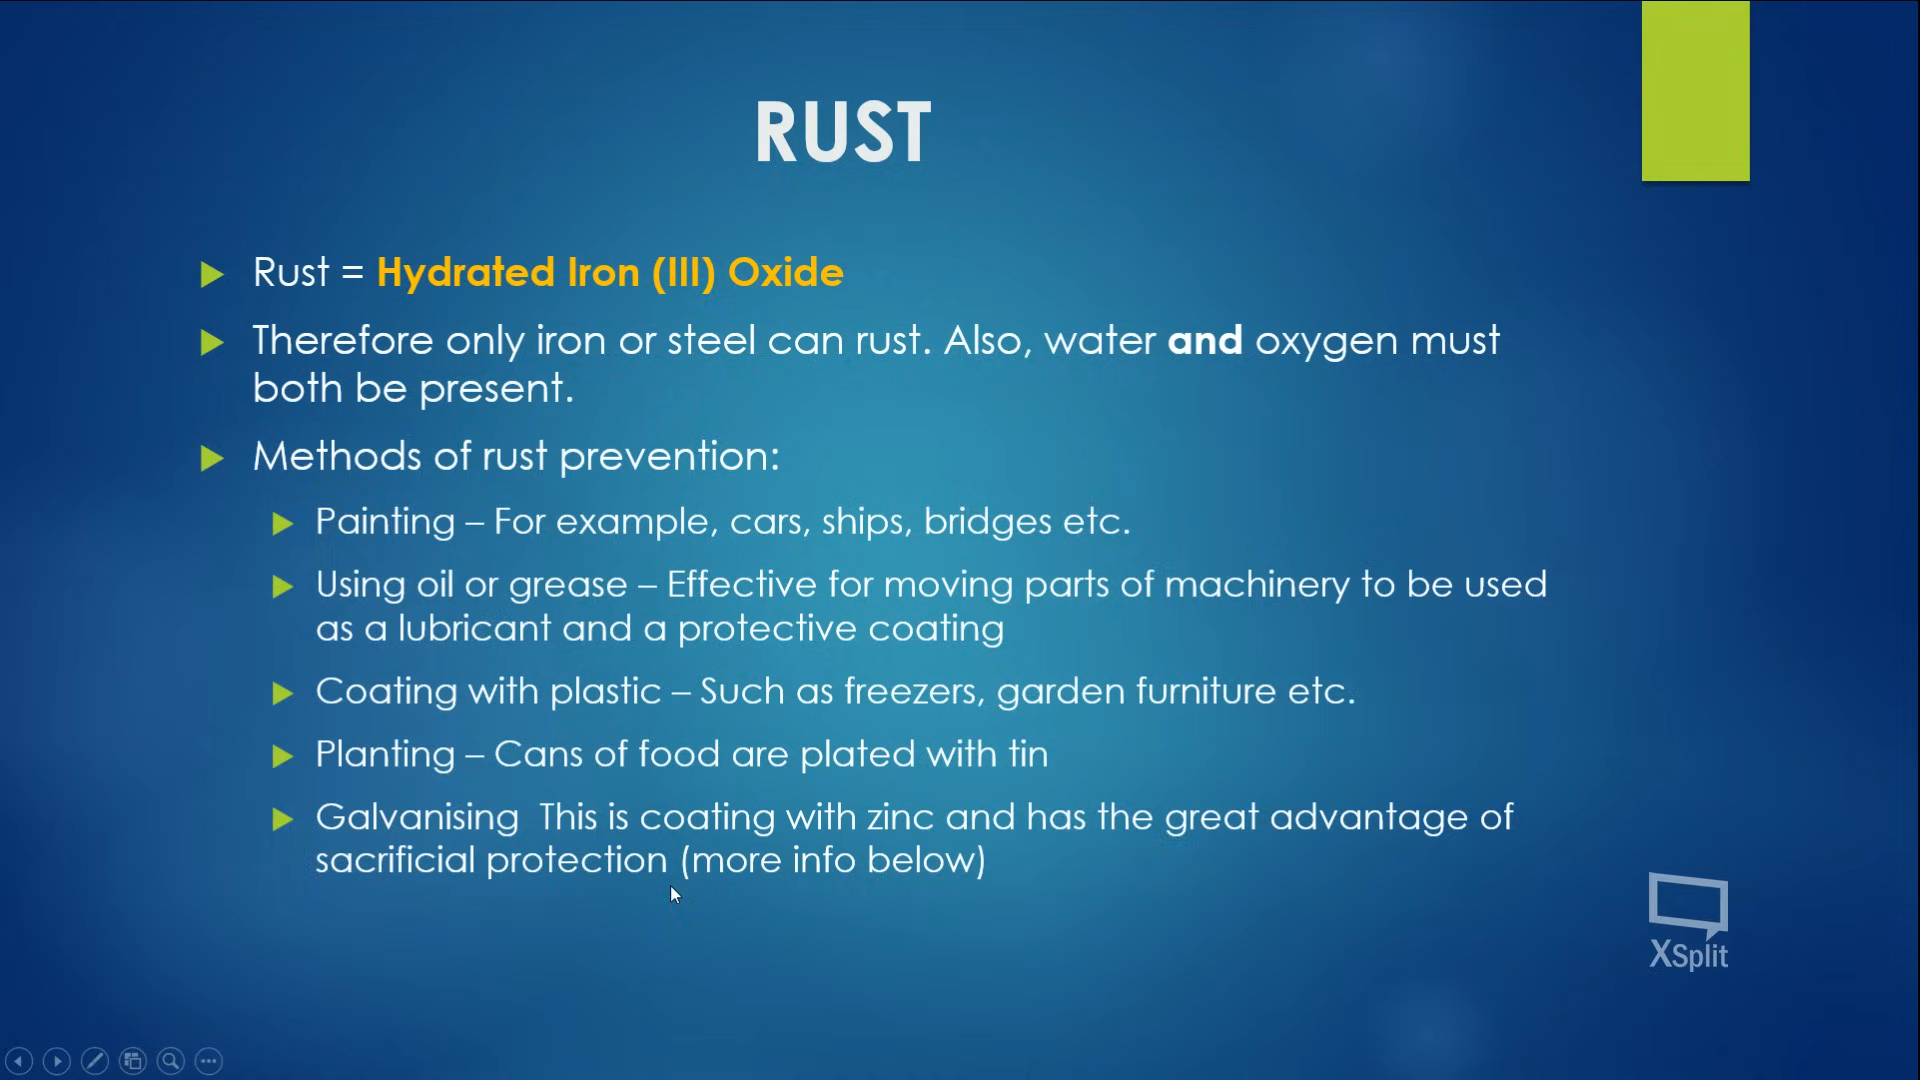 RUST
Rust = Hydrated Iron (III) Oxide
Therefore only iron or steel can rust. Also, water and oxygen must
both be present.
Methods of rust prevention:
Painting – For example, cars, ships, bridges etc.
Using oil or grease – Effective for moving parts of machinery to be used
as a lubricant and a protective coating
Coating with plastic – Such as freezers, garden furniture etc.
Planting – Cans of food are plated with tin
Galvanising  This is coating with zinc and has the great advantage of
sacrificial protection (more info below)
XSplit